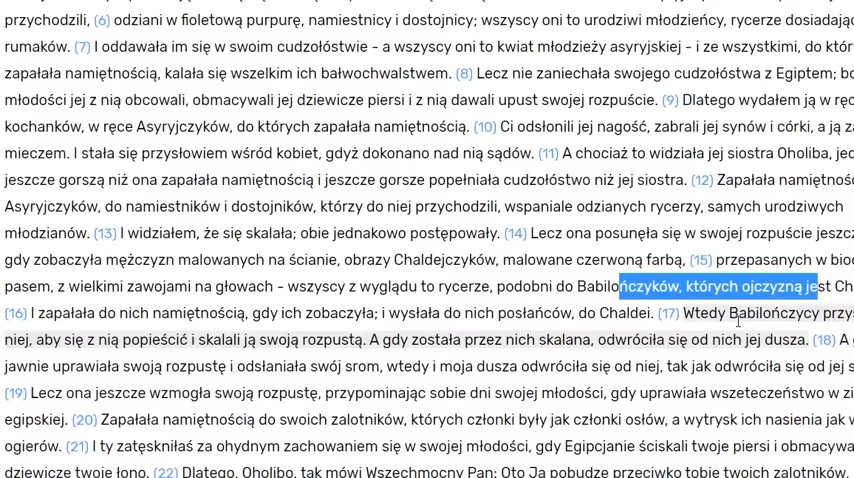 przychodzili, (6) odziani w fioletową purpurę, namiestnicy i dostojnicy; wszyscy oni to urodziwi młodzieńcy, rycerze dosiadając
rumaków. (7) I oddawała im się w swoim cudzołóstwie - a wszyscy oni to kwiat młodzieży asyryjskiej - i ze wszystkimi, do któr
zapałała namiętnością, kalała się wszelkim ich bałwochwalstwem. (8) Lecz nie zaniechała swojego cudzołóstwa z Egiptem; bo
młodości jej z nią obcowali, obmacywali jej dziewicze piersi i z nią dawali upust swojej rozpuście. (9) Dlatego wydałem ją w ręc
kochanków, w ręce Asyryjczyków, do których zapałała namiętnością. (10) Ci odsłonili jej nagość, zabrali jej synów i córki, a ją z
mieczem. I stała się przysłowiem wśród kobiet, gdyż dokonano nad nią sądów. (11) A chociaż to widziała jej siostra Oholiba, jed
jeszcze gorszą niż ona zapałała namiętnością i jeszcze gorsze popełniała cudzołóstwo niż jej siostra. (12) Zapałała namiętnośc
Asyryjczyków, do namiestników i dostojników, którzy do niej przychodzili, wspaniale odzianych rycerzy, samych urodziwych
młodzianów. (13) I widziałem, że się skalała; obie jednakowo postępowały. (14) Lecz ona posunęła się w swojej rozpuście jeszcz
gdy zobaczyła mężczyzn malowanych na ścianie, obrazy Chaldejczyków, malowane czerwoną farbą, (15) przepasanych w bio
pasem, z wielkimi zawojami na głowach - wszyscy z wyglądu to rycerze, podobni do Babilończyków, których ojczyzną jest Ch
(16) I zapałała do nich namiętnością, gdy ich zobaczyła; i wysłała do nich posłańców, do Chaldei. (17) Wtedy Babilończycy przys
niej, aby się z nią popieścić i skalali ją swoją rozpustą. A gdy została przez nich skalana, odwróciła się od nich jej dusza. (18) A g
jawnie uprawiała swoją rozpustę i odsłaniała swój srom, wtedy i moja dusza odwróciła się od niej, tak jak odwróciła się od jej s
(19) Lecz ona jeszcze wzmogła swoją rozpustę, przypominając sobie dni swojej młodości, gdy uprawiała wszeteczeństwo w zi
egipskiej. (20) Zapałała namiętnością do swoich zalotników, których członki były jak członki osłów, a wytrysk ich nasienia jak w
ogierów. (21) I ty zatęskniłaś za ohydnym zachowaniem się w swojej młodości, gdy Egipcjanie ściskali twoje piersi i obmacywa
dziewicze twoje łono. (22) Dlatego, Oholibo, tak mówi Wszechmocny Pan: Oto Ja pobudzę przeciwko tobie twoich zalotników,